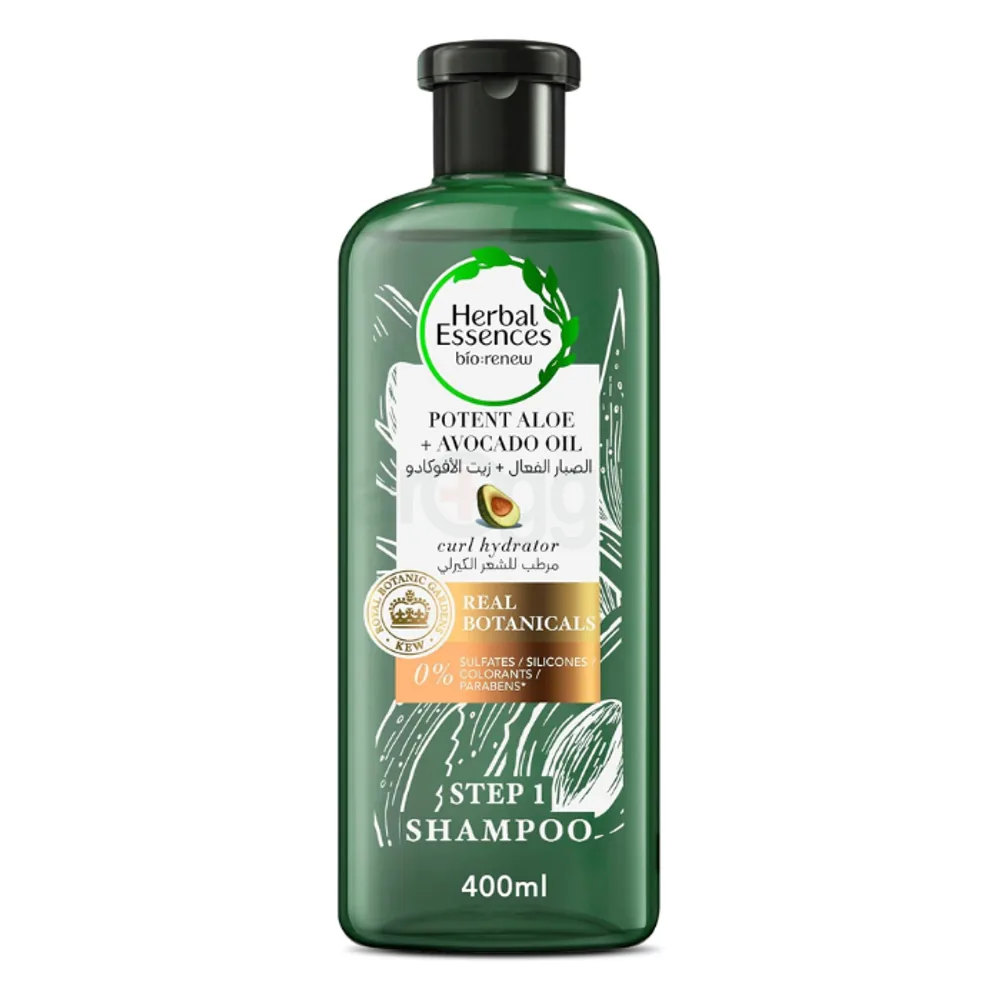 Herbal
Essences
bío:renew
POTENT ALOE
+ AVOCADO OIL
الصبار الفعال + زيت الأفوكادو
curl hydrator
مرطب للشعر الكيرلي
ROYAL BOTANIC GARDENS
KEW
REAL
BOTANICALS
0%
SULFATES / SILICONES /
COLORANTS /
PARABENS*
STEP 1
SHAMPOO
400ml